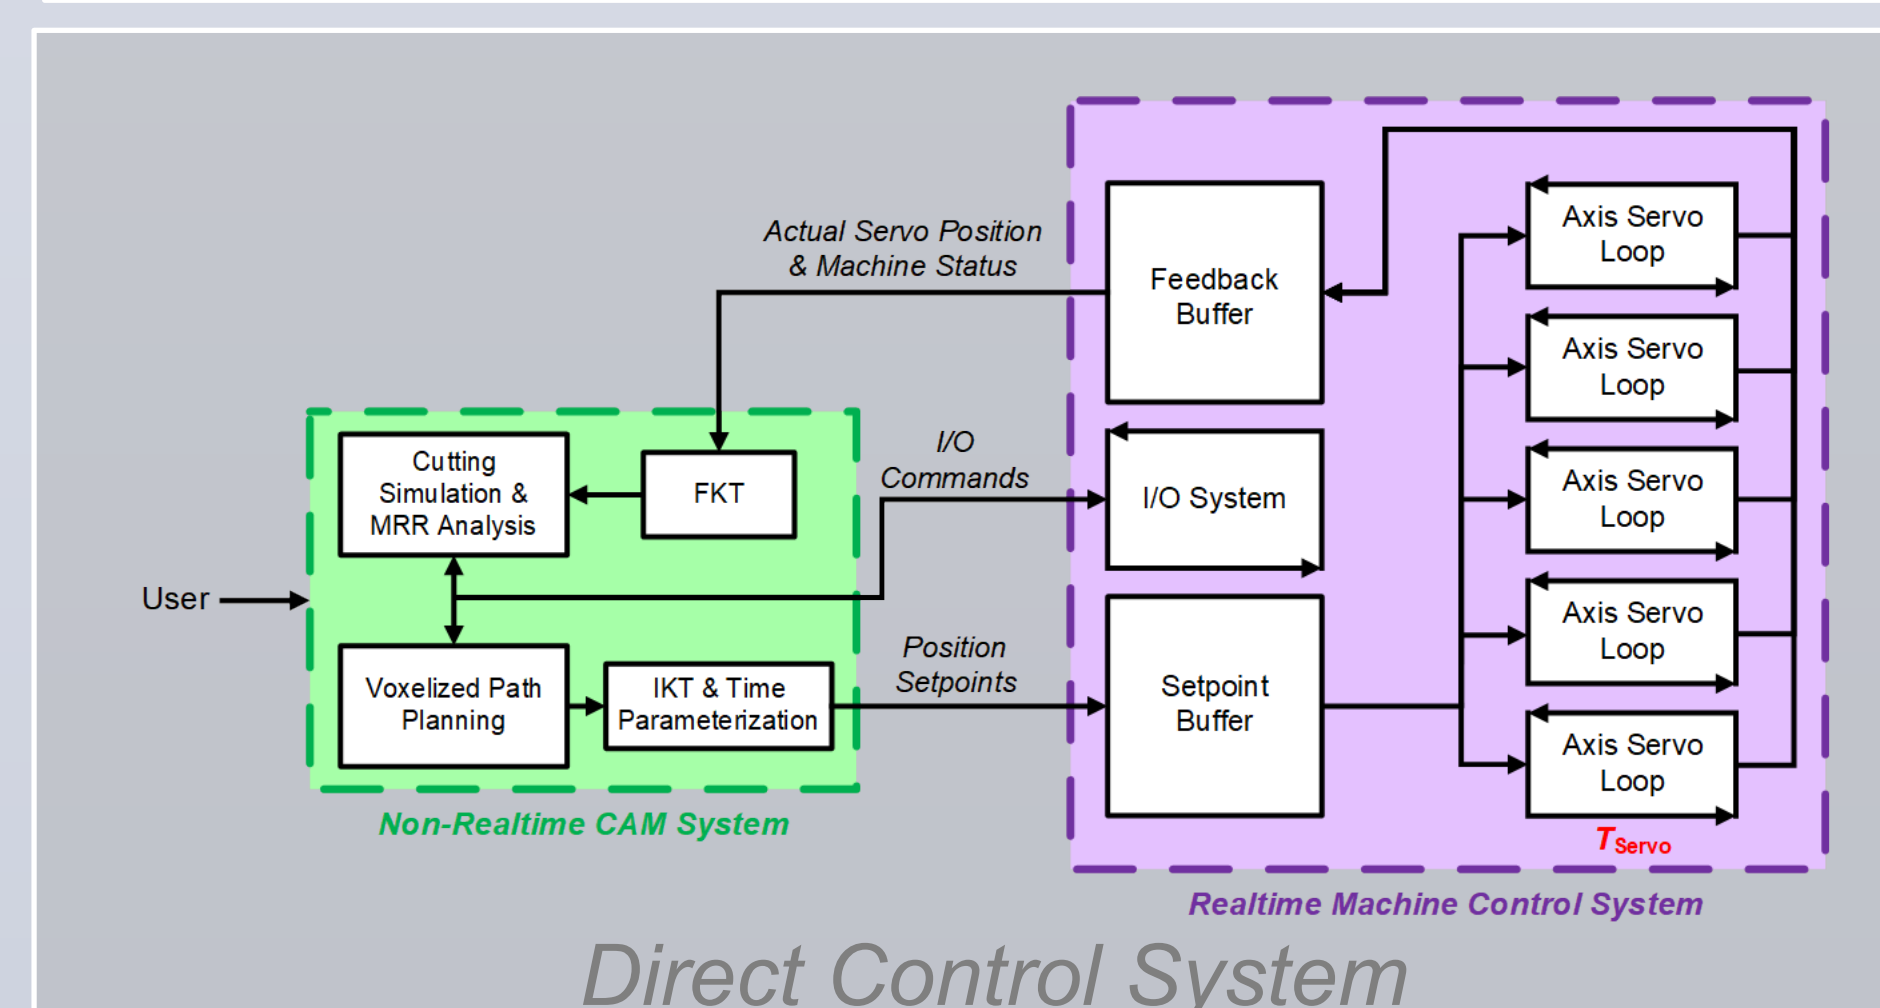 Actual Servo Position
& Machine Status
Feedback
Buffer
Axis Servo
Loop
Axis Servo
Loop
Axis Servo
Loop
Axis Servo
Loop
Axis Servo
Loop
TServo
Cutting
Simulation &
MRR Analysis
FKT
I/O
Commands
I/O System
User
Voxelized Path
Planning
IKT & Time
Parameterization
Position
Setpoints
Setpoint
Buffer
Non-Realtime CAM System
Realtime Machine Control System
Direct Control System